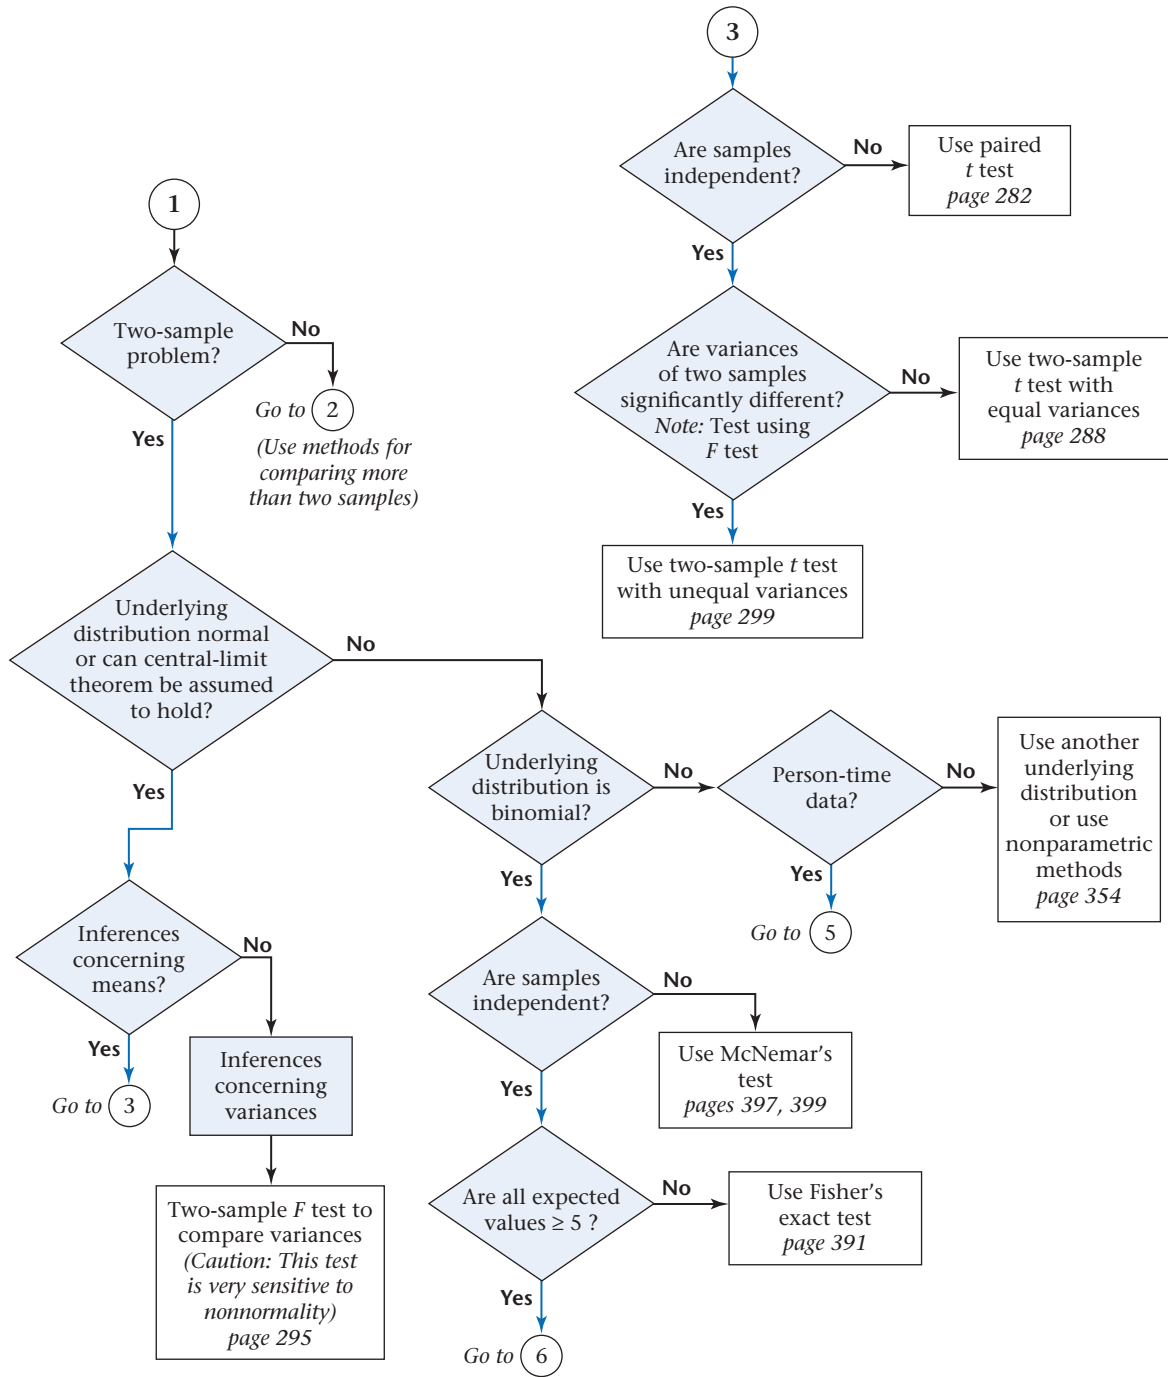 3
Are samples
independent?
No
Use paired
t test
page 282
Yes
Are variances
of two samples
significantly different?
Note: Test using
F test
No
Use two-sample
t test with
equal variances
page 288
Yes
Use two-sample t test
with unequal variances
page 299
1
Two-sample
problem?
No
Go to 2
(Use methods for
comparing more
than two samples)
Yes
Underlying
distribution normal
or can central-limit
theorem be assumed
to hold?
No
Yes
Inferences
concerning
means?
No
Yes
Go to 3
Inferences
concerning
variances
Two-sample F test to
compare variances
(Caution: This test
is very sensitive to
nonnormality)
page 295
Underlying
distribution is
binomial?
No
Person-time
data?
No
Use another
underlying
distribution
or use
nonparametric
methods
page 354
Yes
Go to 5
Yes
Are samples
independent?
No
Use McNemar’s
test
pages 397, 399
Yes
Are all expected
values ≥ 5 ?
No
Use Fisher’s
exact test
page 391
Yes
Go to 6